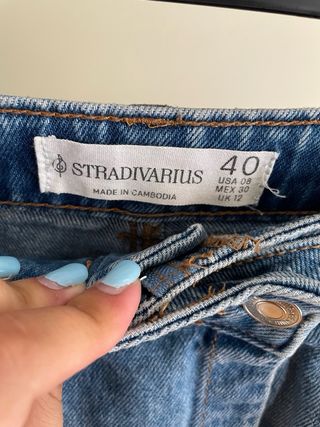 STRADIVARIUS
MADE IN CAMBODIA
40
USA 08
MEX 30
UK 12